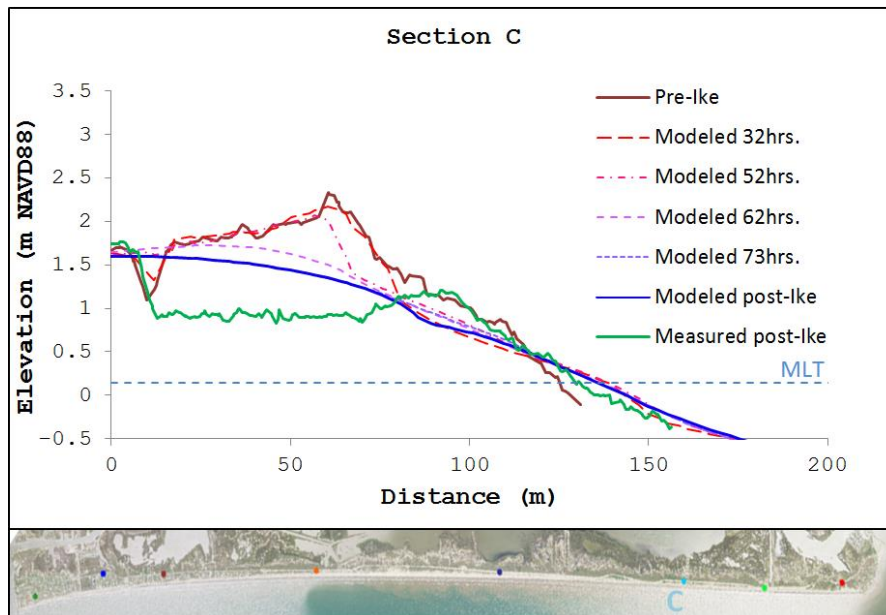 Section C
Elevation (m NAVD88)
3.5
3
2.5
2
1.5
1
0.5
0
−0.5
0
50
100
150
200
Distance (m)
Pre-Ike
Modeled 32hrs.
Modeled 52hrs.
Modeled 62hrs.
Modeled 73hrs.
Modeled post-Ike
Measured post-Ike
MLT
C